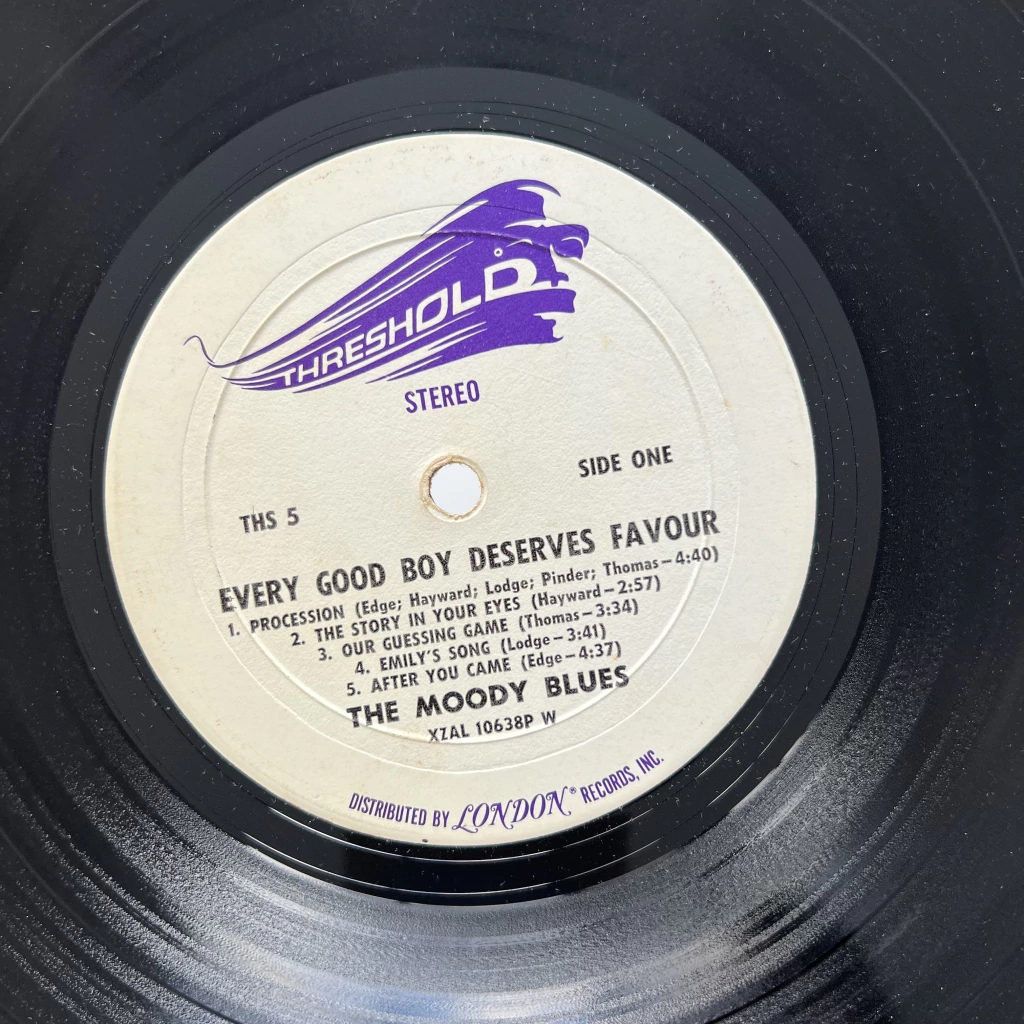 THRESHOLD
STEREO
SIDE ONE
THS 5
EVERY GOOD BOY DESERVES FAVOUR
1. PROCESSION (Edge; Hayward; Lodge; Pinder; Thomas—4:40)
2. THE STORY IN YOUR EYES (Hayward—2:57)
3. OUR GUESSING GAME (Thomas—3:34)
4. EMILY'S SONG (Lodge—3:41)
5. AFTER YOU CAME (Edge—4:37)
THE MOODY BLUES
XZAL 10638P W
DISTRIBUTED BY LONDON® RECORDS, INC.